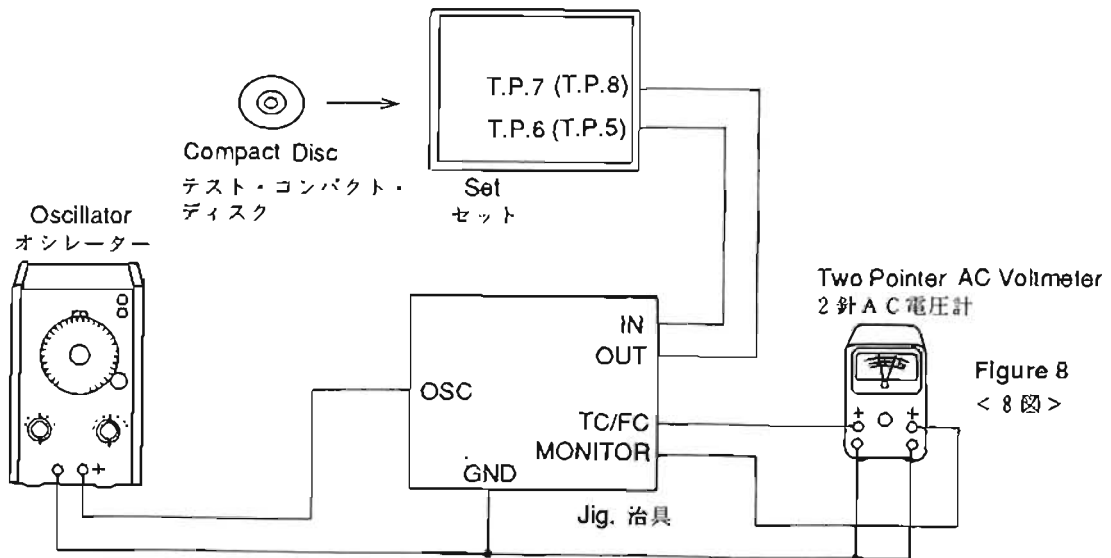 T.P.7 (T.P.8)
T.P.6 (T.P.5)
Compact Disc
テスト・コンパクト・
ディスク
Set
セット
Oscillator
オシレーター
Two Pointer AC Voltmeter
2針AC電圧計
IN
OUT
OSC
TC/FC
MONITOR
GND
Jig. 治具
Figure 8
<8図>
+
+
+